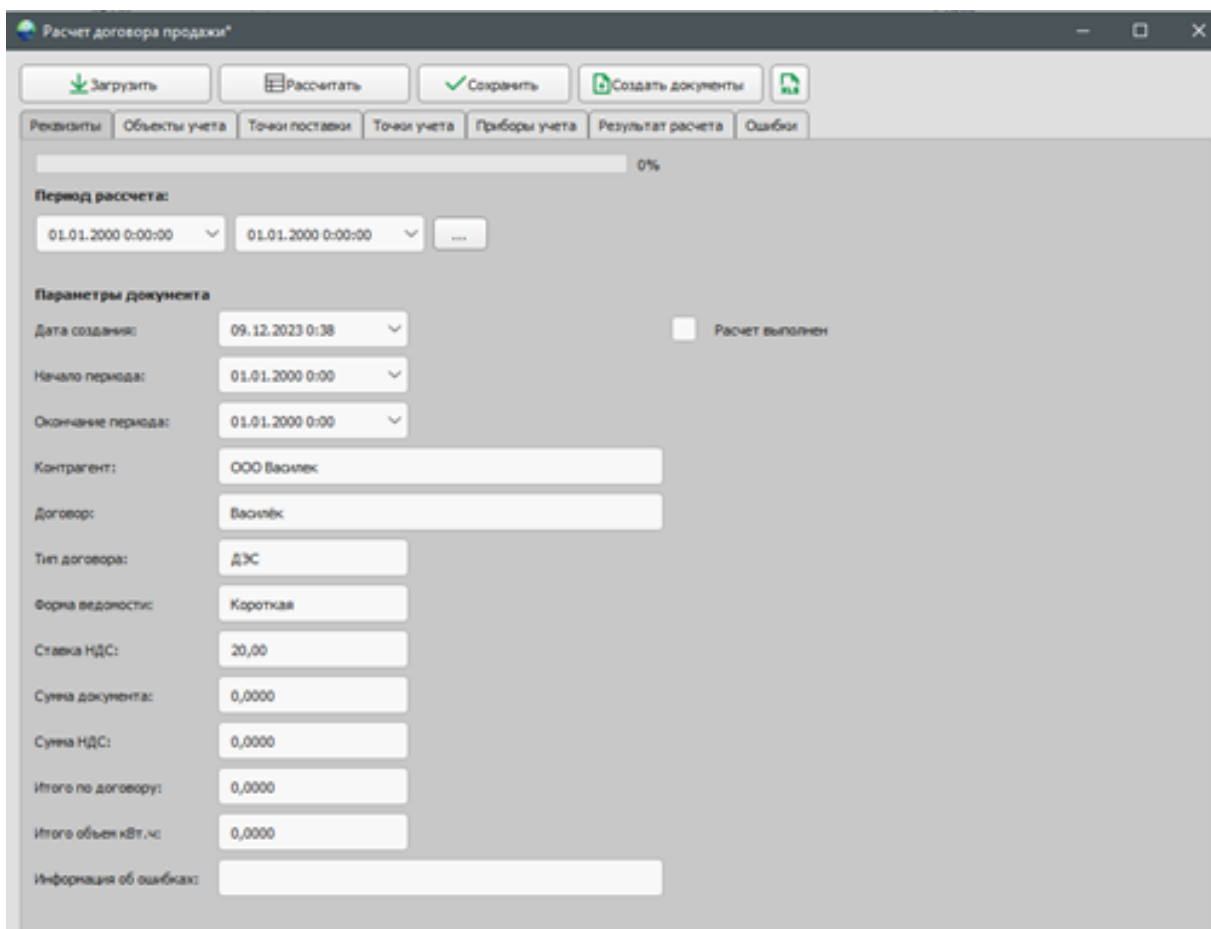 Расчет договора продажи*
Загрузить Рассчитать Сохранить Создать документы XLS
Реквизиты Объекты учета Точки поставки Точки учета Приборы учета Результат расчета Ошибки
0%
Период рассчета:
01.01.2000 0:00:00 01.01.2000 0:00:00 ....
Параметры документа
Дата создания: 09.12.2023 0:38 Расчет выполнен
Начало периода: 01.01.2000 0:00
Окончание периода: 01.01.2000 0:00
Контрагент: ООО Василек
Договор: Василёк
Тип договора: ДЭС
Форма ведомости: Короткая
Ставка НДС: 20,00
Сумма документа: 0,0000
Сумма НДС: 0,0000
Итого по договору: 0,0000
Итого объем кВт.ч: 0,0000
Информация об ошибках: